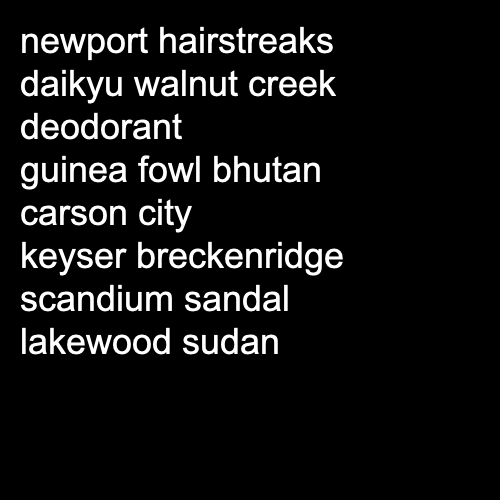 newport hairstreaks
daikyu walnut creek
deodorant
guinea fowl bhutan
carson city
keyser breckenridge
scandium sandal
lakewood sudan